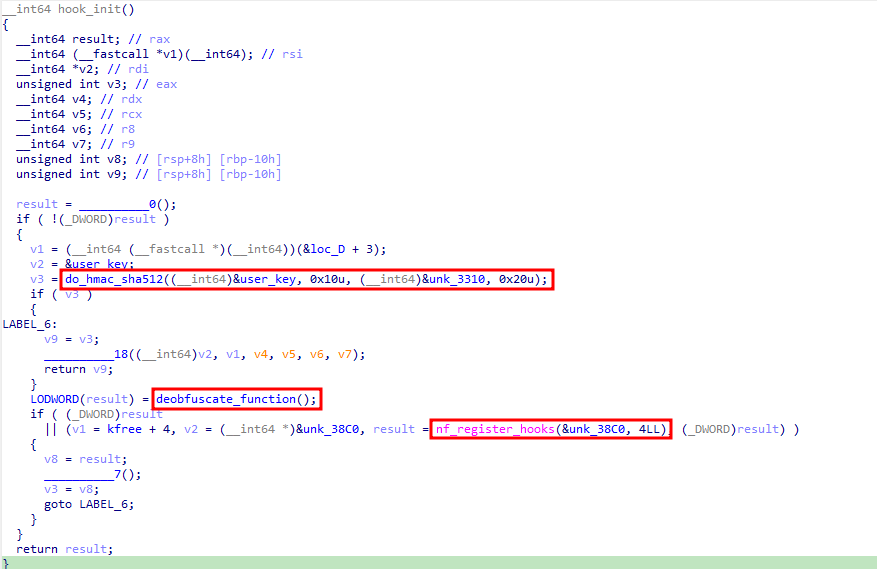 __int64 hook_init()
{
  __int64 result; // rax
  __int64 (__fastcall *v1)(__int64); // rsi
  __int64 *v2; // rdi
  unsigned int v3; // eax
  __int64 v4; // rdx
  __int64 v5; // rcx
  __int64 v6; // r8
  __int64 v7; // r9
  unsigned int v8; // [rsp+8h] [rbp-10h]
  unsigned int v9; // [rsp+8h] [rbp-10h]

  result = __________0();
  if ( !(_DWORD)result )
  {
    v1 = (__int64 (__fastcall *)(__int64))(&loc_D + 3);
    v2 = &user_key;
    v3 = do_hmac_sha512((__int64)&user_key, 0x10u, (__int64)&unk_3310, 0x20u);
    if ( v3 )
    {
LABEL_6:
      v9 = v3;
      __________18((__int64)v2, v1, v4, v5, v6, v7);
      return v9;
    }
    LODWORD(result) = deobfuscate_function();
    if ( (_DWORD)result
      || (v1 = kfree + 4, v2 = (__int64 *)&unk_38C0, result = nf_register_hooks(&unk_38C0, 4LL), (_DWORD)result) )
    {
      v8 = result;
      __________7();
      v3 = v8;
      goto LABEL_6;
    }
  }
  return result;
}